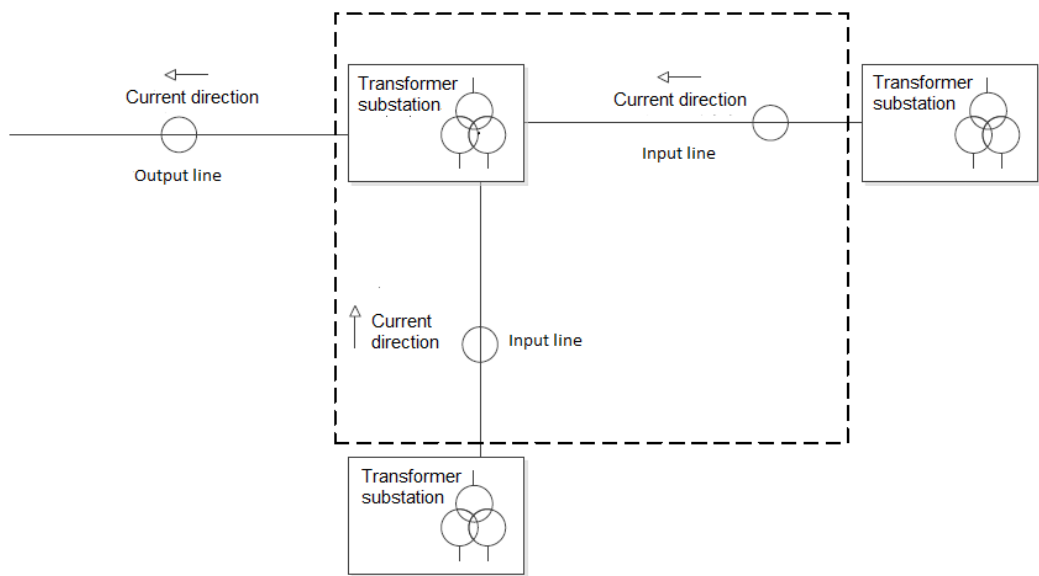 Current direction
Output line
Transformer
substation
Current direction
Input line
Transformer
substation
Current
direction
Input line
Transformer
substation